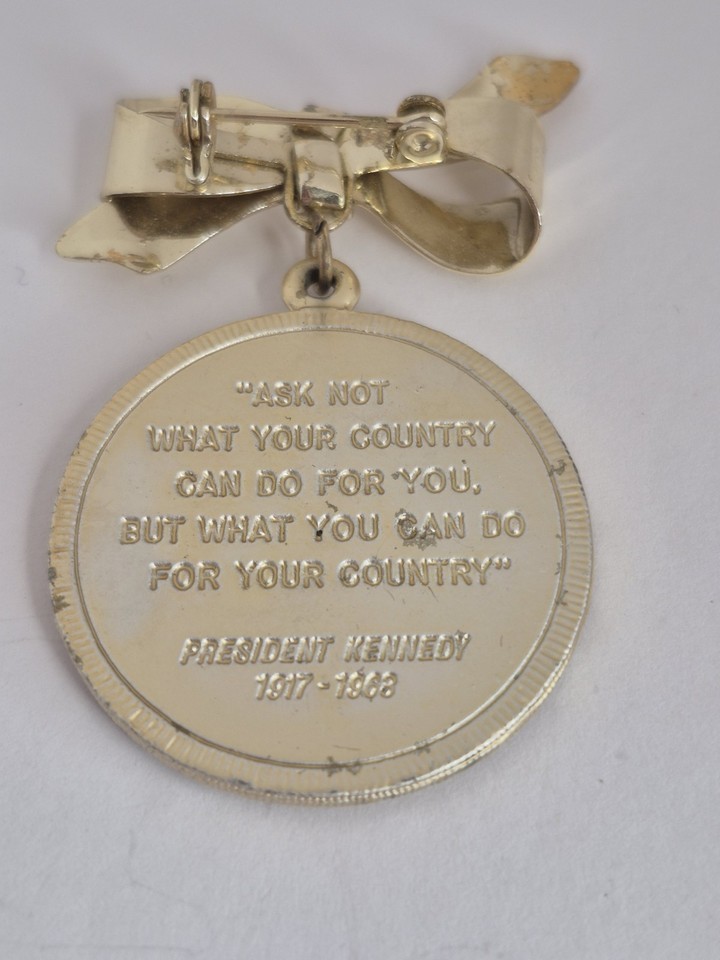 "ASK NOT
WHAT YOUR COUNTRY
CAN DO FOR YOU,
BUT WHAT YOU CAN DO
FOR YOUR COUNTRY"
PRESIDENT KENNEDY
1917-1963